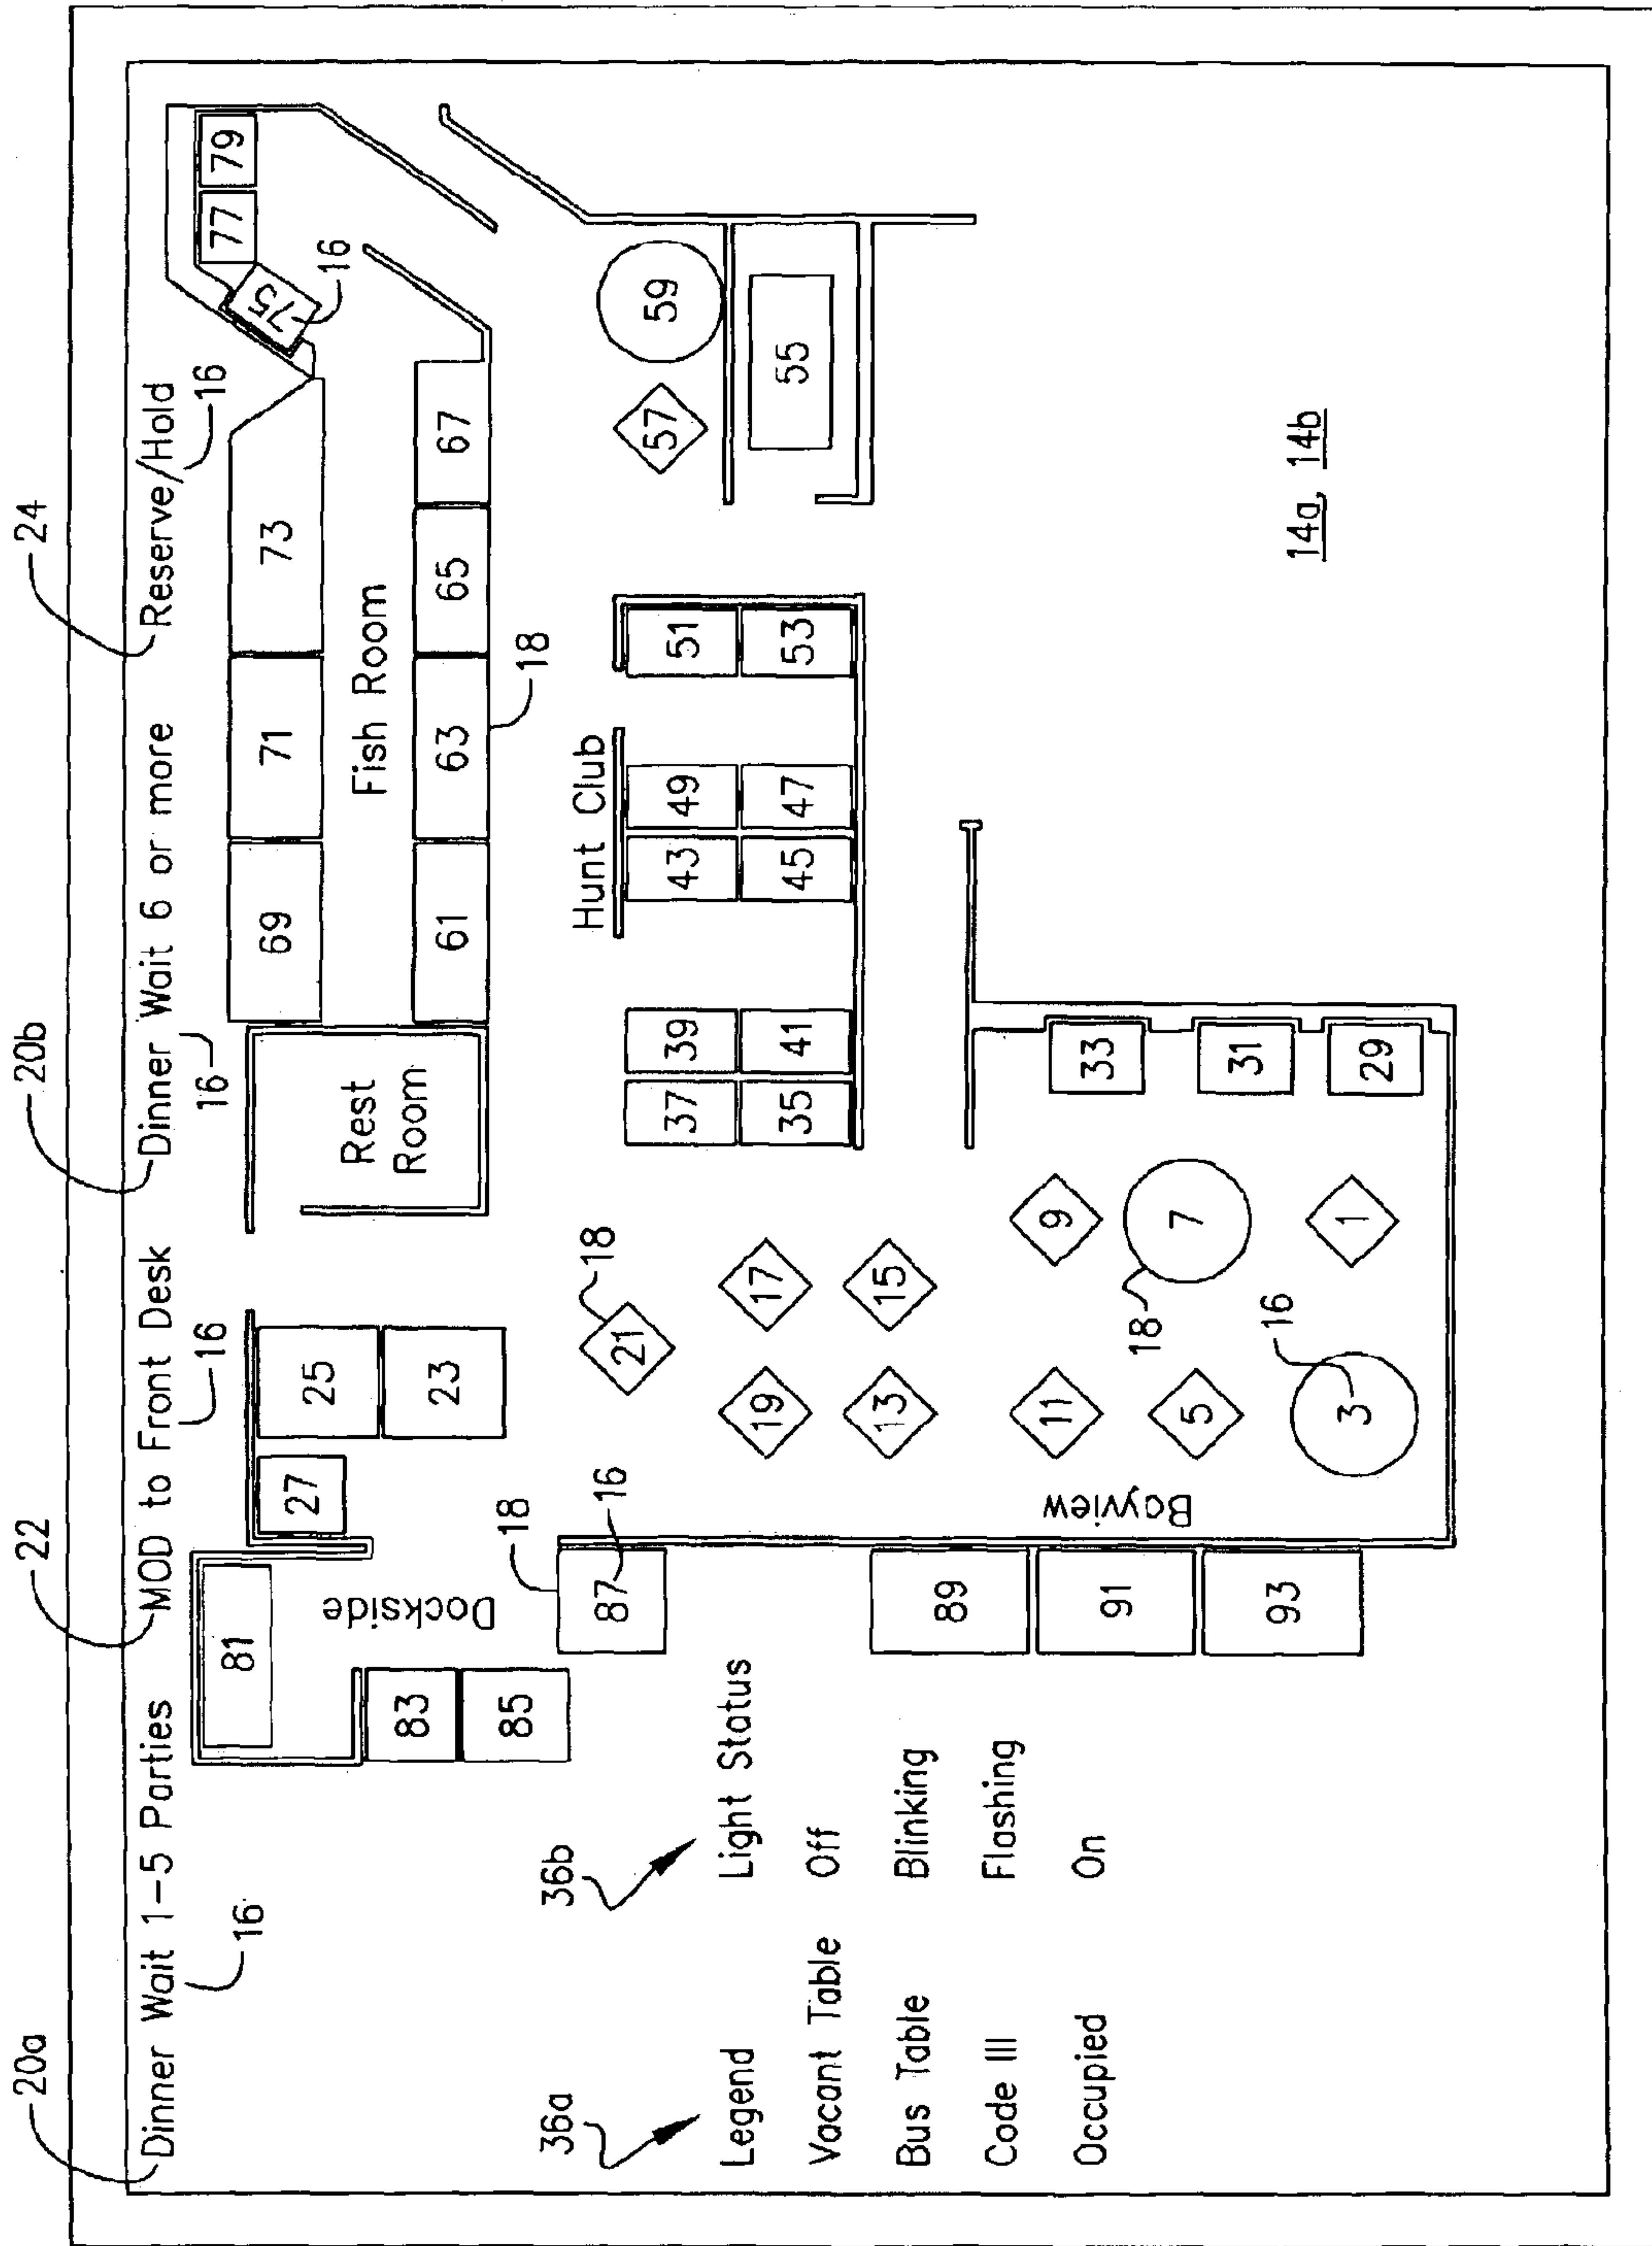 20a
22
20b
24
Dinner Wait 1-5 Parties
MOD to Front Desk
Dinner Wait 6 or more
Reserve/Hold
16
16
16
16
81
27
25
23
Rest
Room
69
71
73
75
77
79
16
Fish Room
61
63
65
67
18
Dockside
83
85
18
87
16
21
18
Hunt Club
37
39
43
49
51
35
41
45
47
53
57
59
55
36a
36b
Legend
Light Status
Vacant Table
Off
Bus Table
Blinking
Code III
Flashing
Occupied
On
89
91
93
Bayview
19
17
13
15
11
9
5
7
18
3
16
1
33
31
29
14a, 14b